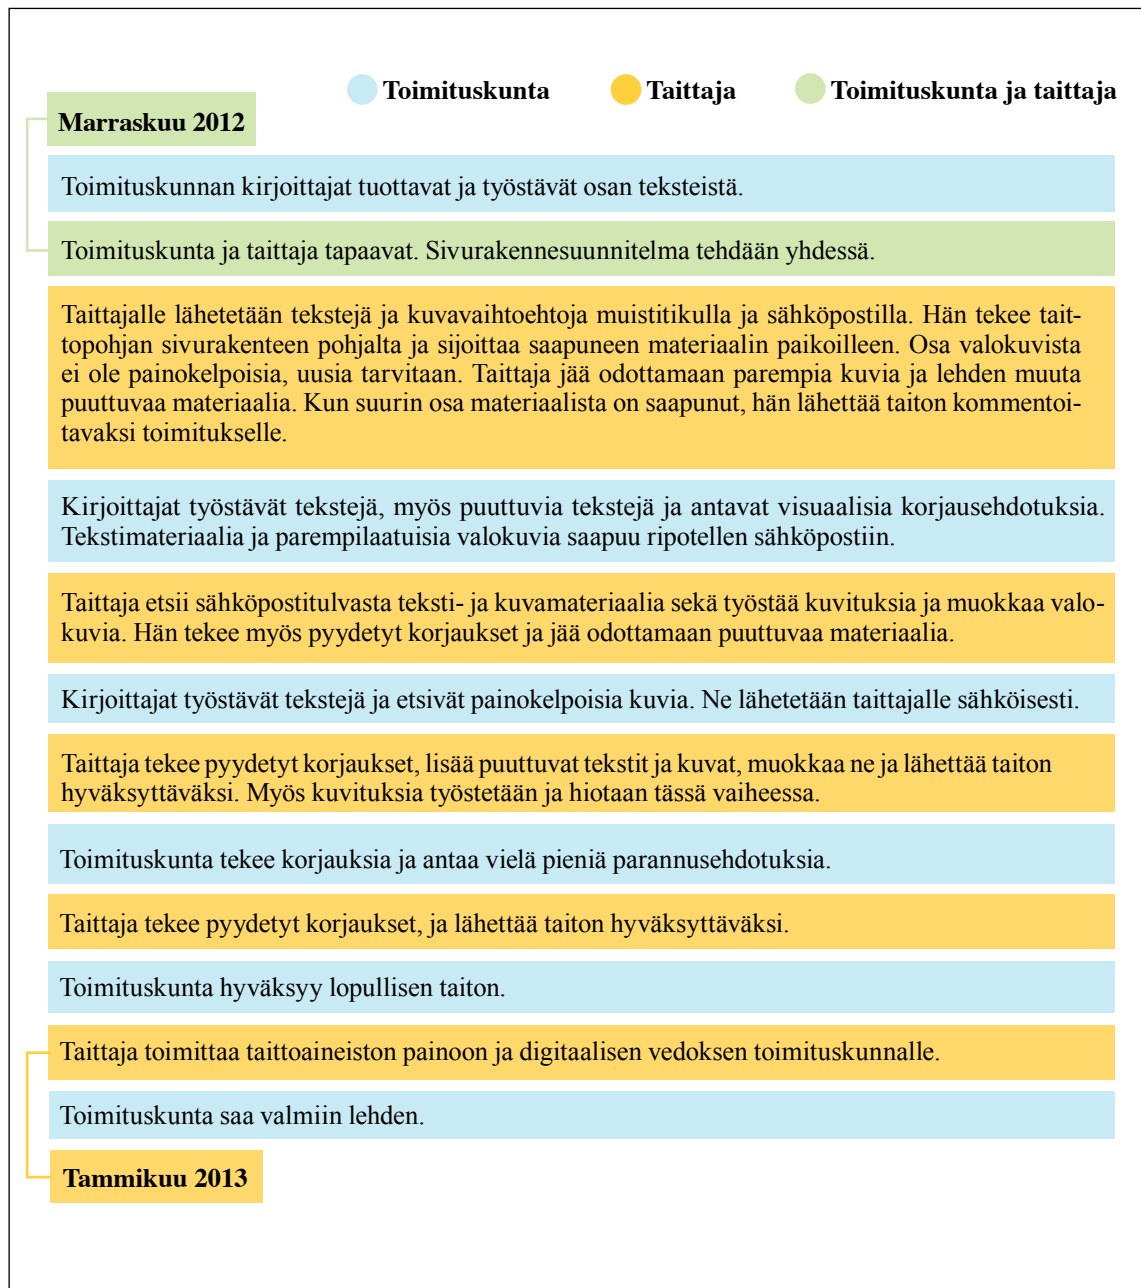 Toimituskunta
Taittaja
Toimituskunta ja taittaja
Marraskuu 2012
Toimituskunnan kirjoittajat tuottavat ja työstävät osan teksteistä.
Toimituskunta ja taittaja tapaavat. Sivurakennesuunnitelma tehdään yhdessä.
Taittajalle lähetetään tekstejä ja kuvavaihtoehtoja muistitikulla ja sähköpostilla. Hän tekee tait-
topohjan sivurakenteen pohjalta ja sijoittaa saapuneen materiaalin paikoilleen. Osa valokuvista
ei ole painokelpoisia, uusia tarvitaan. Taittaja jää odottamaan parempia kuvia ja lehden muuta
puuttuvaa materiaalia. Kun suurin osa materiaalista on saapunut, hän lähettää taiton kommentoi-
tavaksi toimitukselle.
Kirjoittajat työstävät tekstejä, myös puuttuvia tekstejä ja antavat visuaalisia korjausehdotuksia.
Tekstimateriaalia ja parempilaatuisia valokuvia saapuu ripotellen sähköpostiin.
Taittaja etsii sähköpostitulvasta teksti- ja kuvamateriaalia sekä työstää kuvituksia ja muokkaa valo-
kuvia. Hän tekee myös pyydetyt korjaukset ja jää odottamaan puuttuvaa materiaalia.
Kirjoittajat työstävät tekstejä ja etsivät painokelpoisia kuvia. Ne lähetetään taittajalle sähköisesti.
Taittaja tekee pyydetyt korjaukset, lisää puuttuvat tekstit ja kuvat, muokkaa ne ja lähettää taiton
hyväksyttäväksi. Myös kuvituksia työstetään ja hiotaan tässä vaiheessa.
Toimituskunta tekee korjauksia ja antaa vielä pieniä parannusehdotuksia.
Taittaja tekee pyydetyt korjaukset, ja lähettää taiton hyväksyttäväksi.
Toimituskunta hyväksyy lopullisen taiton.
Taittaja toimittaa taittoaineiston painoon ja digitaalisen vedoksen toimituskunnalle.
Toimituskunta saa valmiin lehden.
Tammikuu 2013